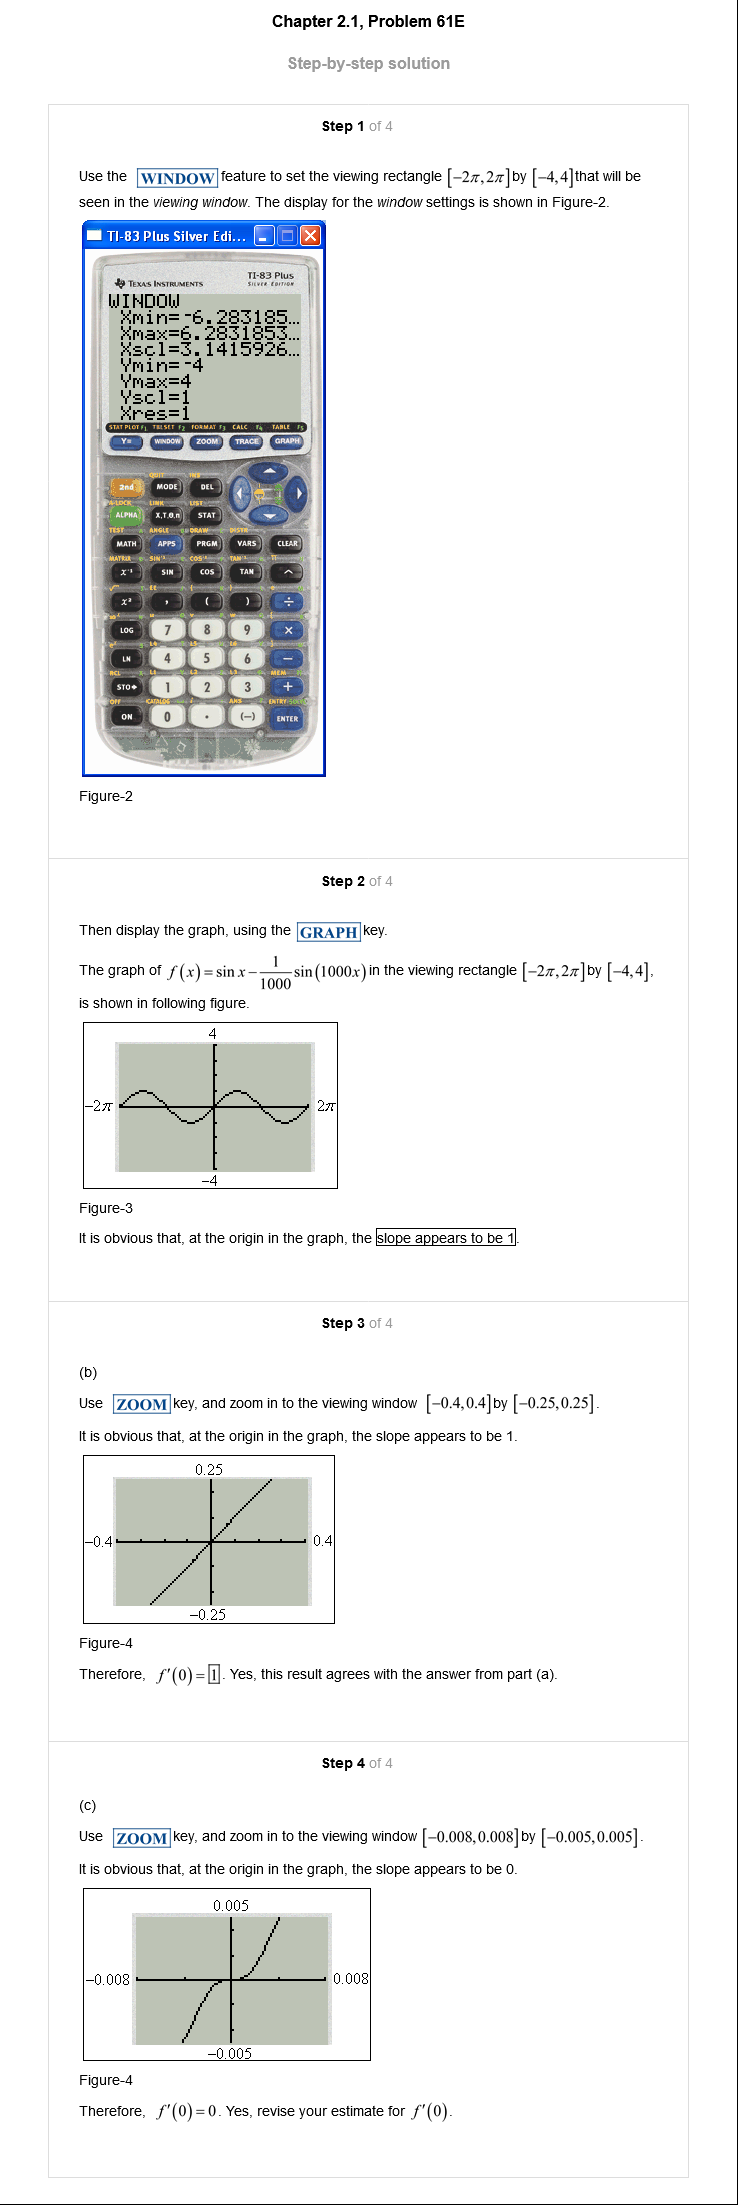 Chapter 2.1, Problem 61E
Step-by-step solution
Step 1 of 4
Use the WINDOW feature to set the viewing rectangle [−2π, 2π] by [−4, 4] that will be
seen in the viewing window. The display for the window settings is shown in Figure-2.
TI-83 Plus Silver Edi...
TEXAS INSTRUMENTS
TI-83 Plus
SILVER EDITION
WINDOW
Xmin=-6.283185…
Xmax=6.2831853…
Xscl=3.1415926…
Ymin=-4
Ymax=4
Yscl=1
Xres=1
STAT PLOT F1 TBLSET F2 FORMAT F3 CALC F4 TABLE F5
Y= WINDOW ZOOM TRACE GRAPH
QUIT INS
2nd MODE DEL
A-LOCK LINK LIST
ALPHA X,T,θ,n STAT
TEST ANGLE DRAW DISTR
MATH APPS PRGM VARS CLEAR
MATRIX SIN⁻¹ COS⁻¹ TAN⁻¹
x⁻¹ SIN COS TAN ^
x² , ( ) ÷
LOG 7 8 9 ×
LN 4 5 6 −
RCL L1 L2 L3 MEM
STO➔ 1 2 3 +
OFF CATALOG i ANS ENTRY SOLVE
ON 0 . (−) ENTER
Figure-2
Step 2 of 4
Then display the graph, using the GRAPH key.
The graph of f(x) = sin x − 1/1000 sin(1000x) in the viewing rectangle [−2π, 2π] by [−4, 4],
is shown in following figure.
4
−2π 2π
−4
Figure-3
It is obvious that, at the origin in the graph, the slope appears to be 1.
Step 3 of 4
(b)
Use ZOOM key, and zoom in to the viewing window [−0.4, 0.4] by [−0.25, 0.25].
It is obvious that, at the origin in the graph, the slope appears to be 1.
0.25
−0.4 0.4
−0.25
Figure-4
Therefore, f′(0) = 1. Yes, this result agrees with the answer from part (a).
Step 4 of 4
(c)
Use ZOOM key, and zoom in to the viewing window [−0.008, 0.008] by [−0.005, 0.005].
It is obvious that, at the origin in the graph, the slope appears to be 0.
0.005
−0.008 0.008
−0.005
Figure-4
Therefore, f′(0) = 0. Yes, revise your estimate for f′(0).